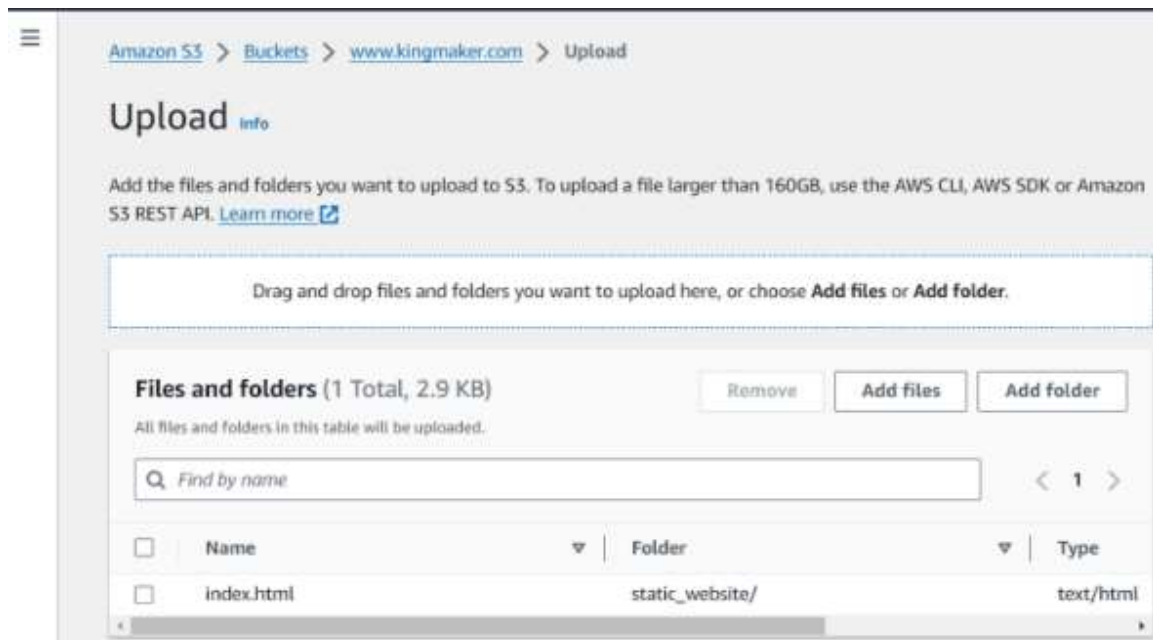 Amazon S3 > Buckets > www.kingmaker.com > Upload
Upload Info
Add the files and folders you want to upload to S3. To upload a file larger than 160GB, use the AWS CLI, AWS SDK or Amazon
S3 REST API. Learn more
Drag and drop files and folders you want to upload here, or choose Add files or Add folder.
Files and folders (1 Total, 2.9 KB)
Remove
Add files
Add folder
All files and folders in this table will be uploaded.
Find by name
< 1 >
Name
Folder
Type
index.html
static_website/
text/html